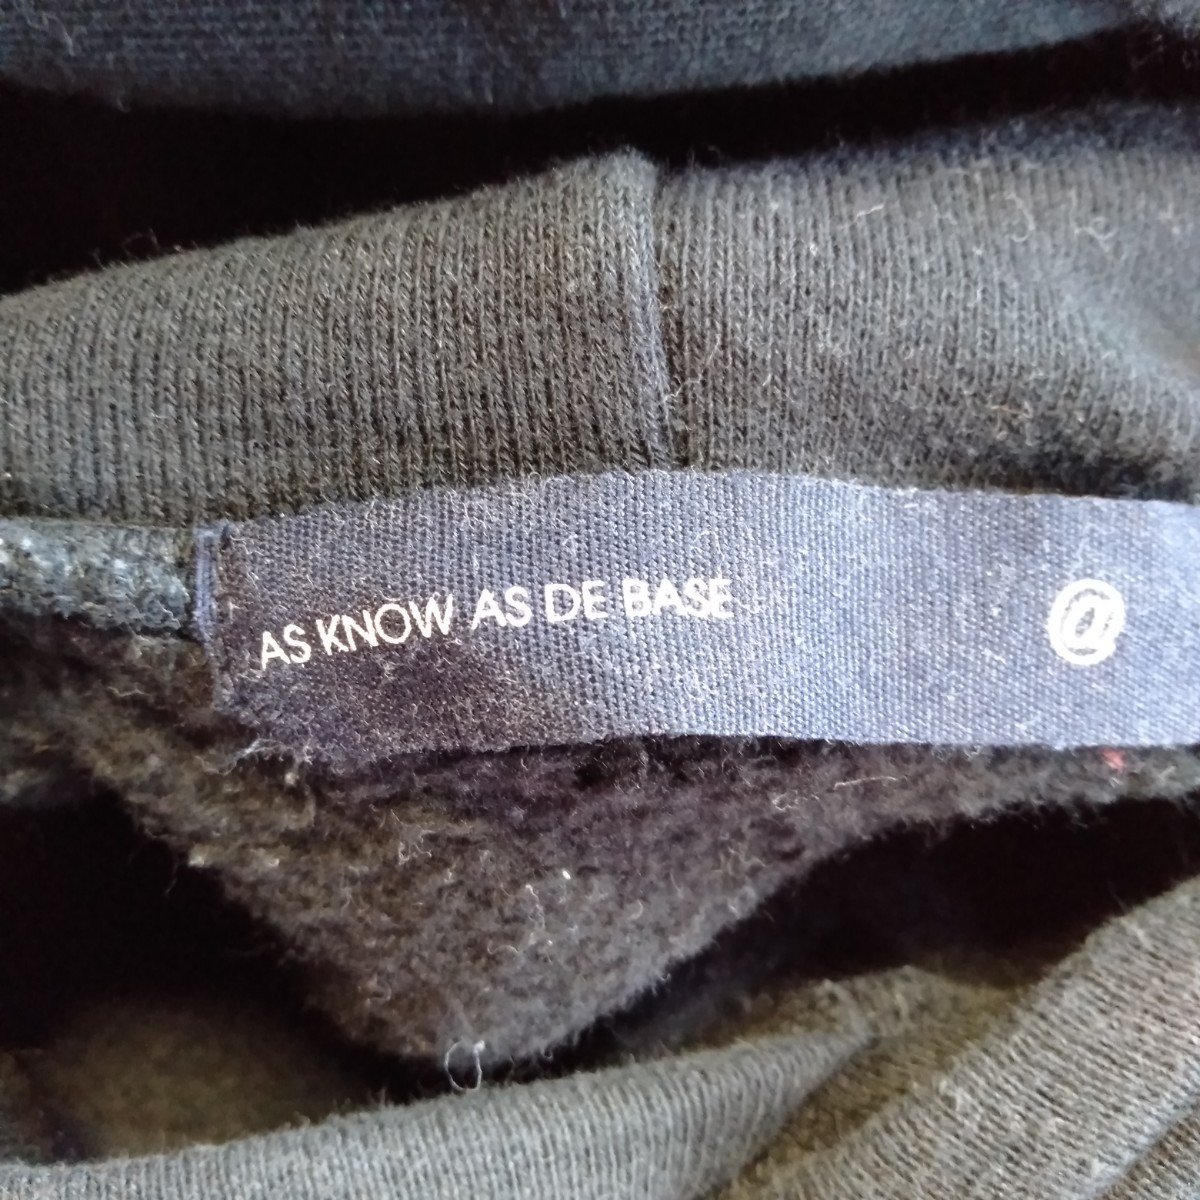 AS KNOW AS DE BASE @